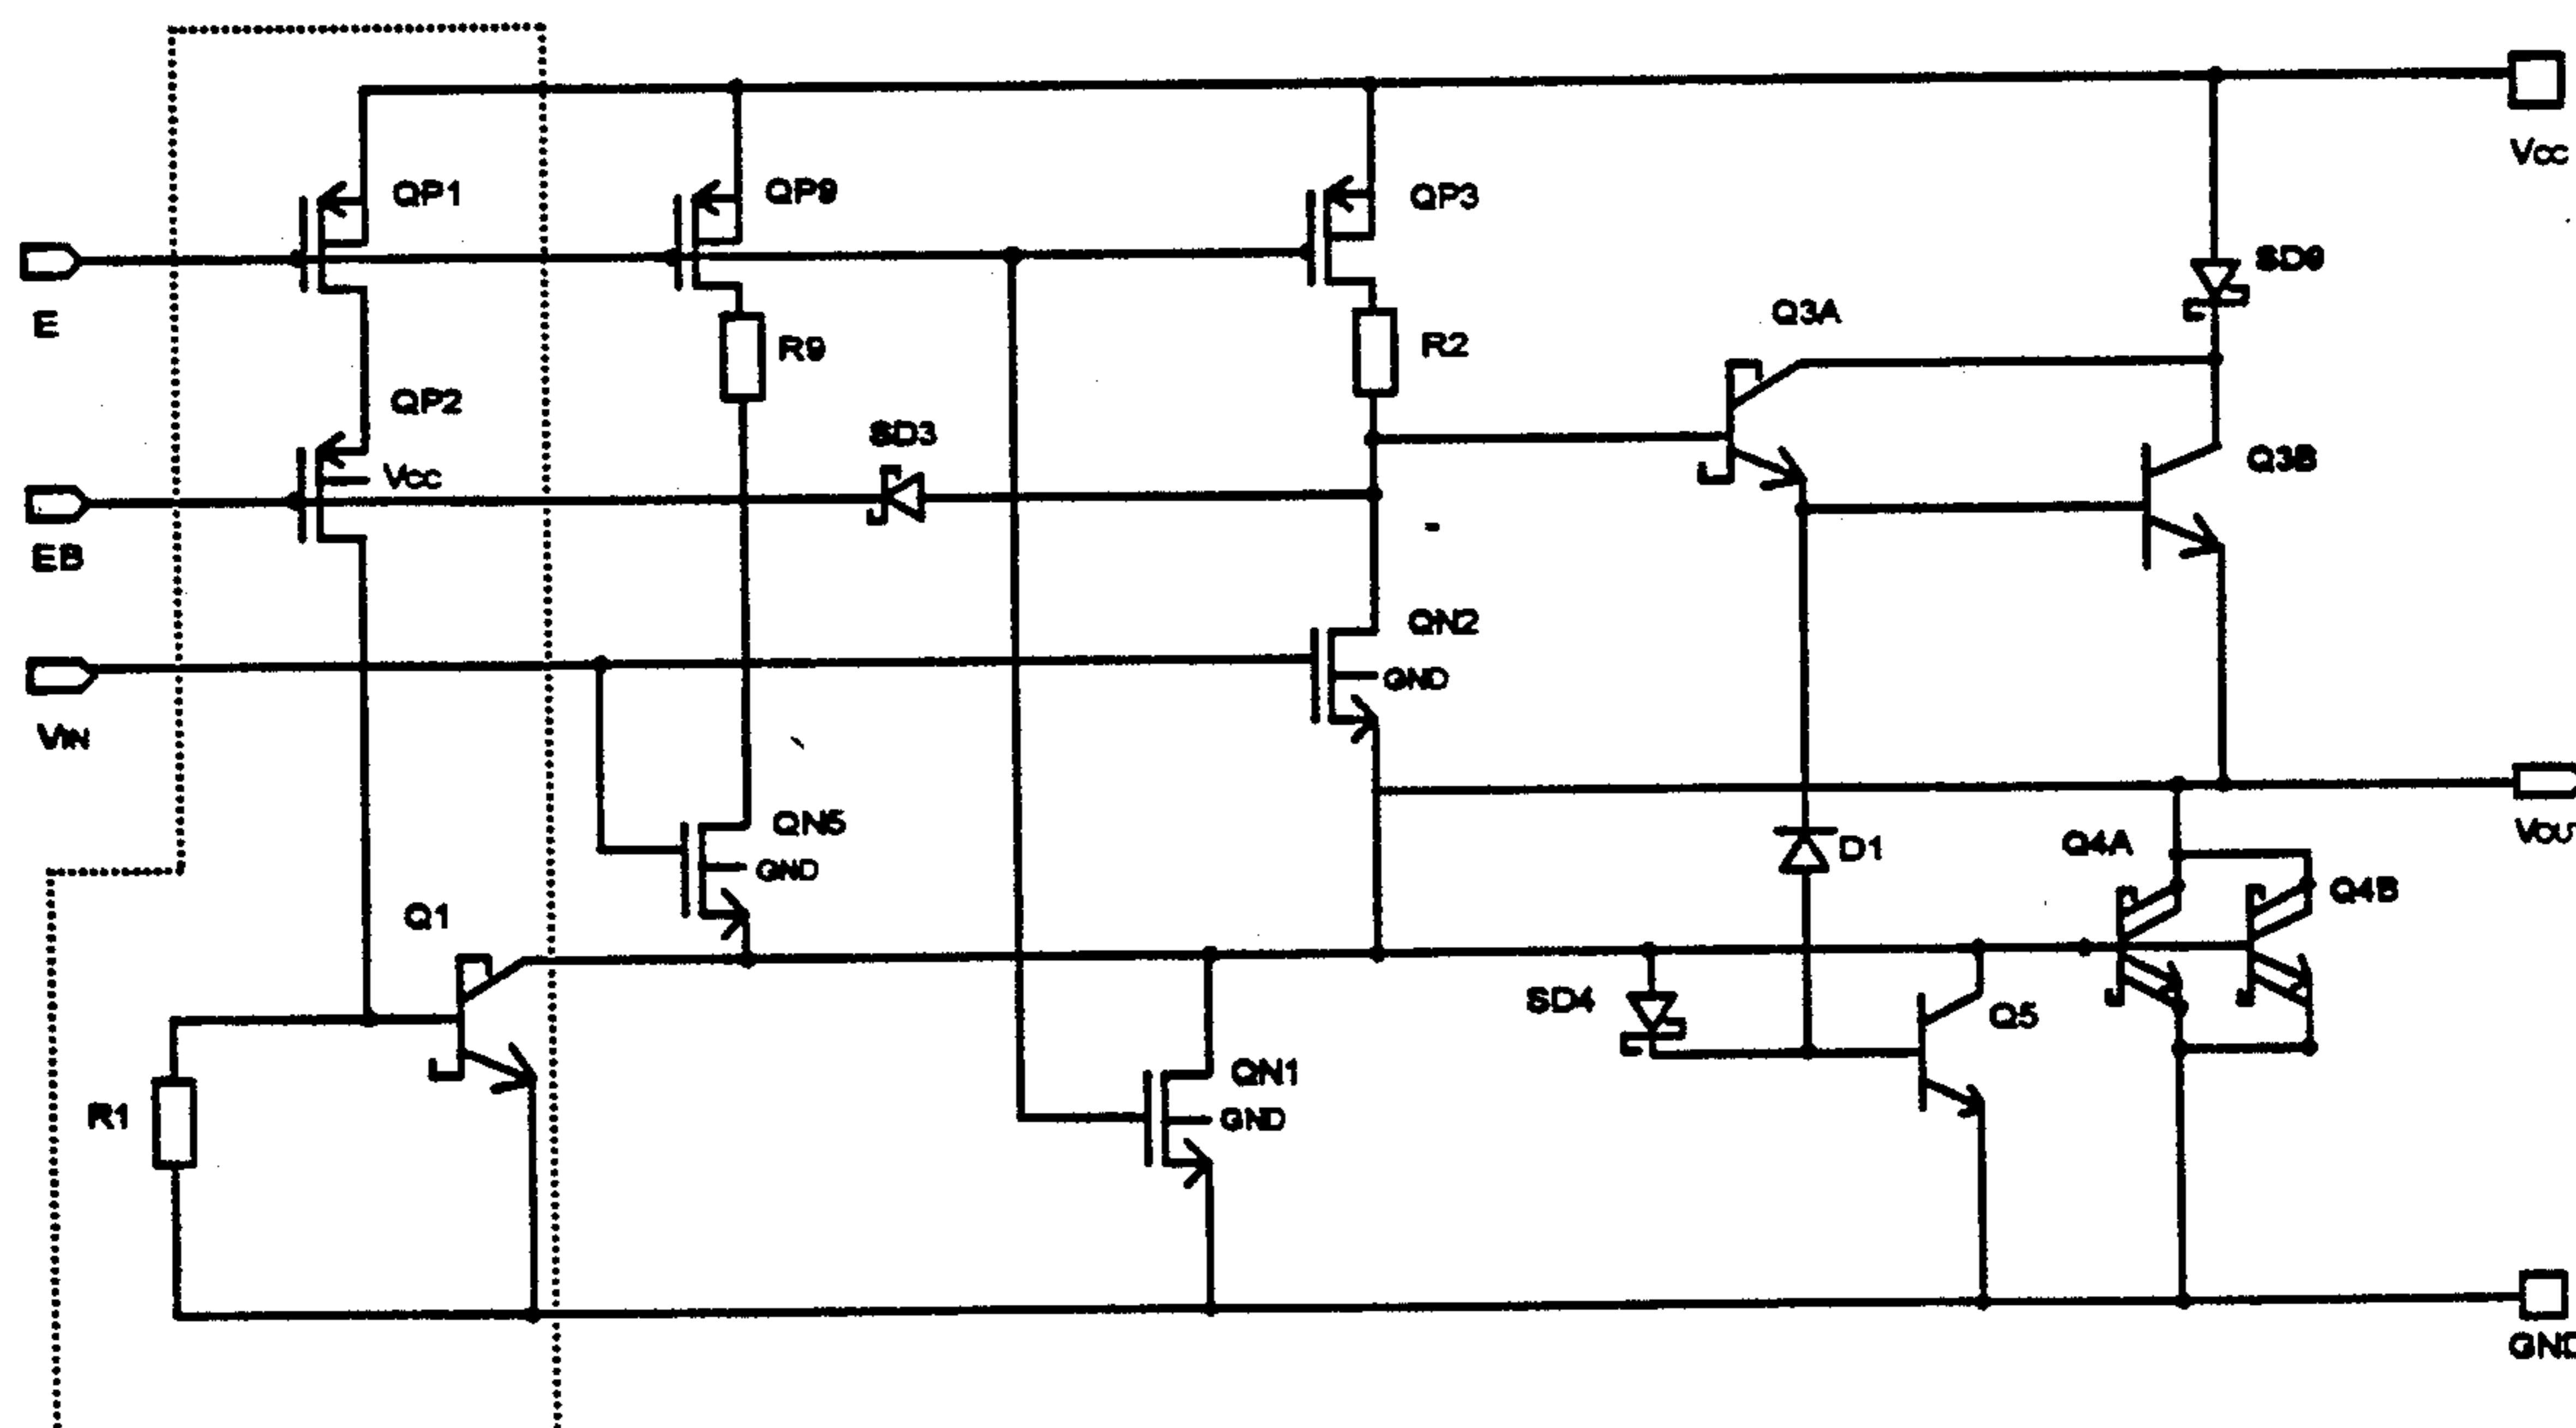 Vcc
QP1
QP9
QP3
E
SD9
Q3A
R9
R2
QP2
SD3
Q3B
Vcc
EB
QN2
GND
VIN
QN5
GND
D1
Q4A
VOUT
Q4B
Q1
SD4
Q5
QN1
GND
R1
GND